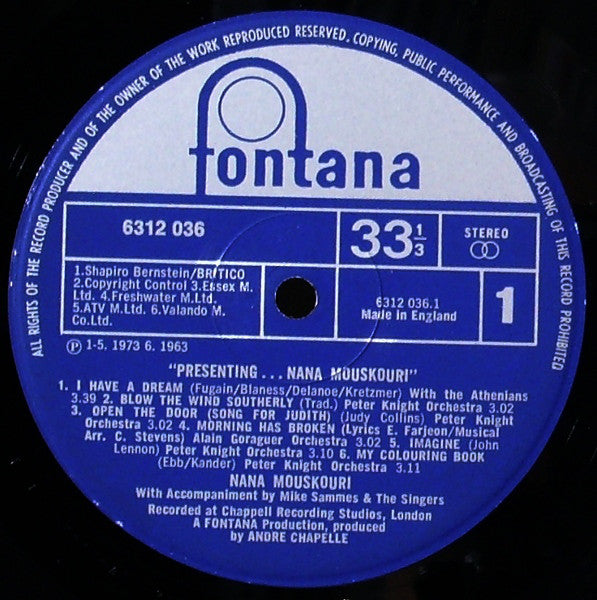 ALL RIGHTS OF THE RECORD PRODUCER AND OF THE OWNER OF THE WORK REPRODUCED RESERVED. COPYING, PUBLIC PERFORMANCE AND BROADCASTING OF THIS RECORD PROHIBITED
fontana
6312 036
33 1/3
STEREO
1.Shapiro Bernstein/BRITICO
2.Copyright Control 3.Essex M.
Ltd. 4.Freshwater M.Ltd.
5.ATV M.Ltd. 6.Valando M.
Co.Ltd.
6312 036.1
Made in England
1
Ⓟ 1-5. 1973 6. 1963
"PRESENTING... NANA MOUSKOURI"
1. I HAVE A DREAM (Fugain/Blaness/Delanoe/Kretzmer) With the Athenians
3.39 2. BLOW THE WIND SOUTHERLY (Trad.) Peter Knight Orchestra 3.02
3. OPEN THE DOOR (SONG FOR JUDITH) (Judy Collins) Peter Knight
Orchestra 3.02 4. MORNING HAS BROKEN (Lyrics E. Farjeon/Musical
Arr. C. Stevens) Alain Goraguer Orchestra 3.02 5. IMAGINE (John
Lennon) Peter Knight Orchestra 3.10 6. MY COLOURING BOOK
(Ebb/Kander) Peter Knight Orchestra 3.11
NANA MOUSKOURI
With Accompaniment by Mike Sammes & The Singers
Recorded at Chappell Recording Studios, London
A FONTANA Production, produced
by ANDRE CHAPELLE